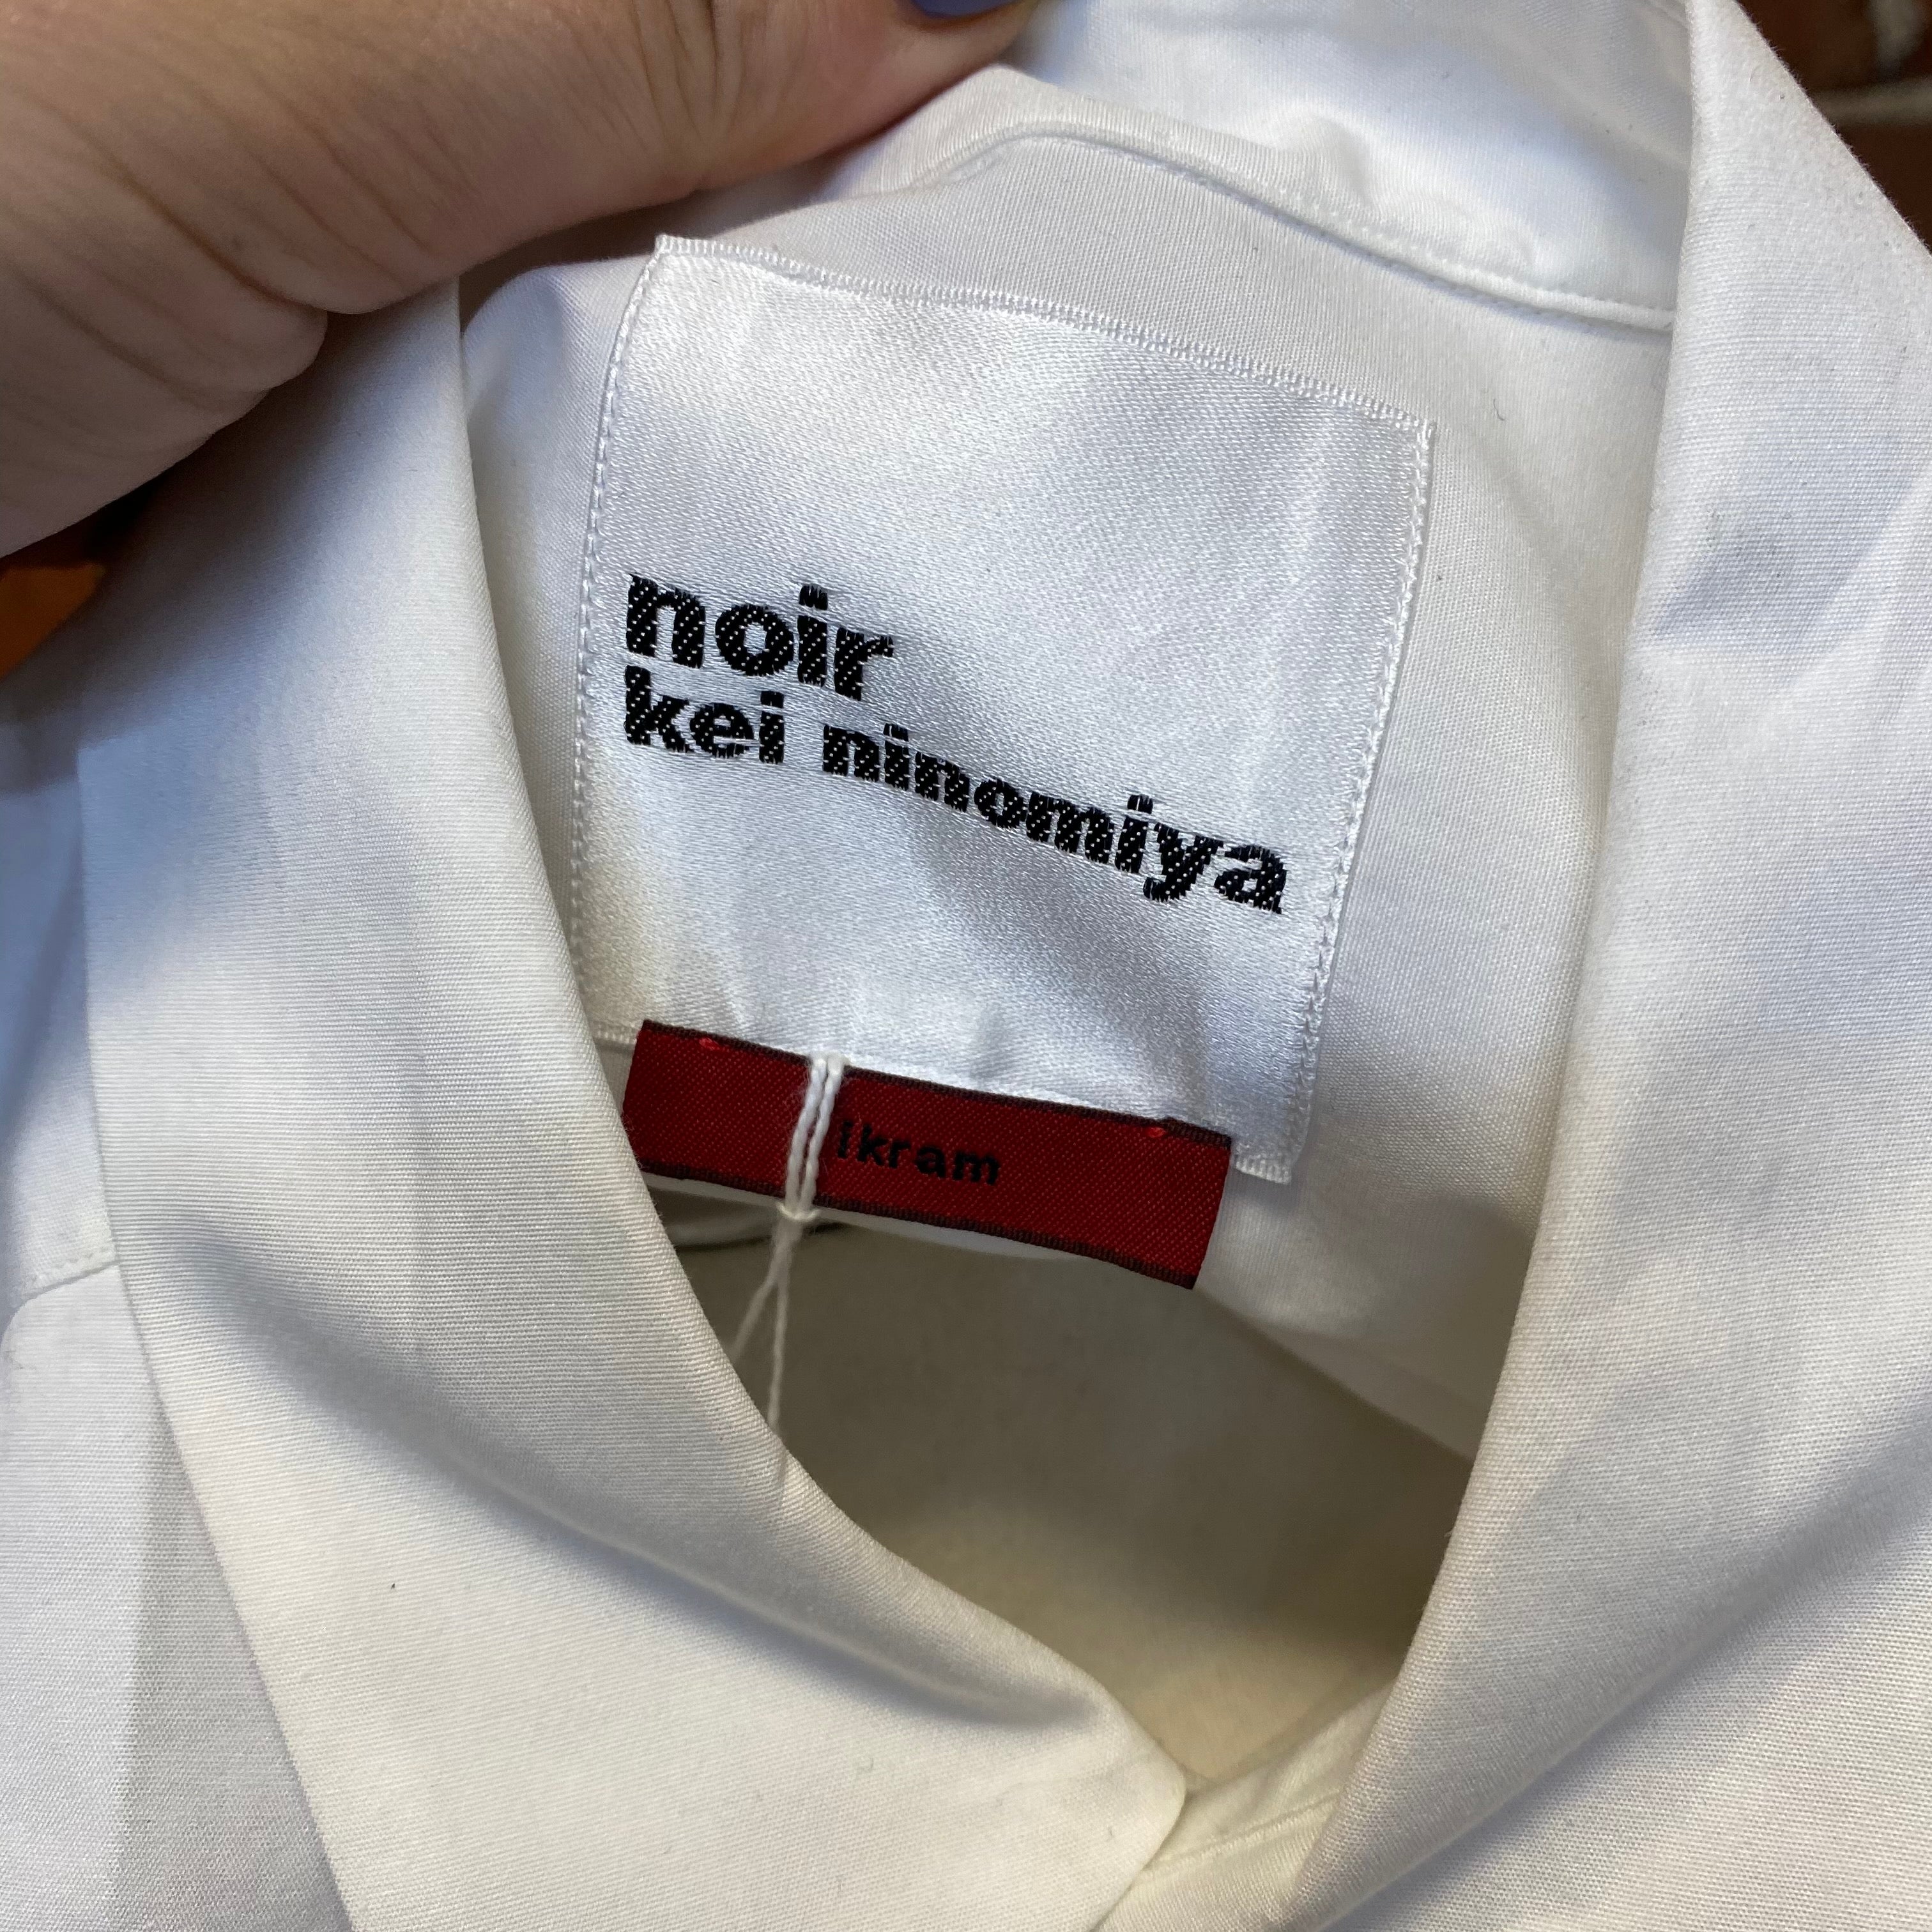 noir
kei ninomiya
Ikram